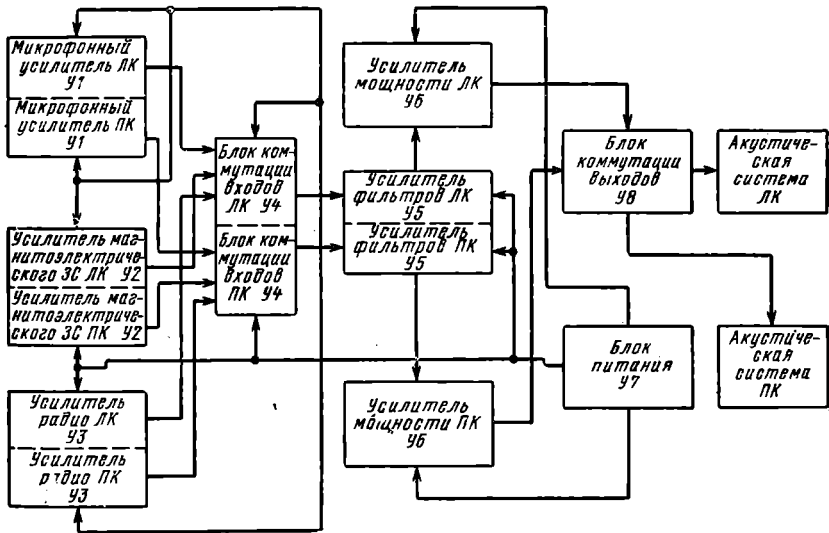 Микрофонный
усилитель ЛК
У1
Микрофонный
усилитель ПК
У1
Усилитель маг-
нитоэлектриче-
ского ЗС ЛК У2
Усилитель маг-
нитоэлектриче-
ского ЗС ПК У2
Усилитель
радио ЛК
У3
Усилитель
радио ПК
У3
Блок ком-
мутации
входов
ЛК У4
Блок ком-
мутации
входов
ПК У4
Усилитель
мощности ЛК
У6
Усилитель
фильтров ЛК
У5
Усилитель
фильтров ПК
У5
Усилитель
мощности ПК
У6
Блок
коммутации
выходов
У8
Блок
питания
У7
Акустиче-
ская
система
ЛК
Акустиче-
ская
система
ПК